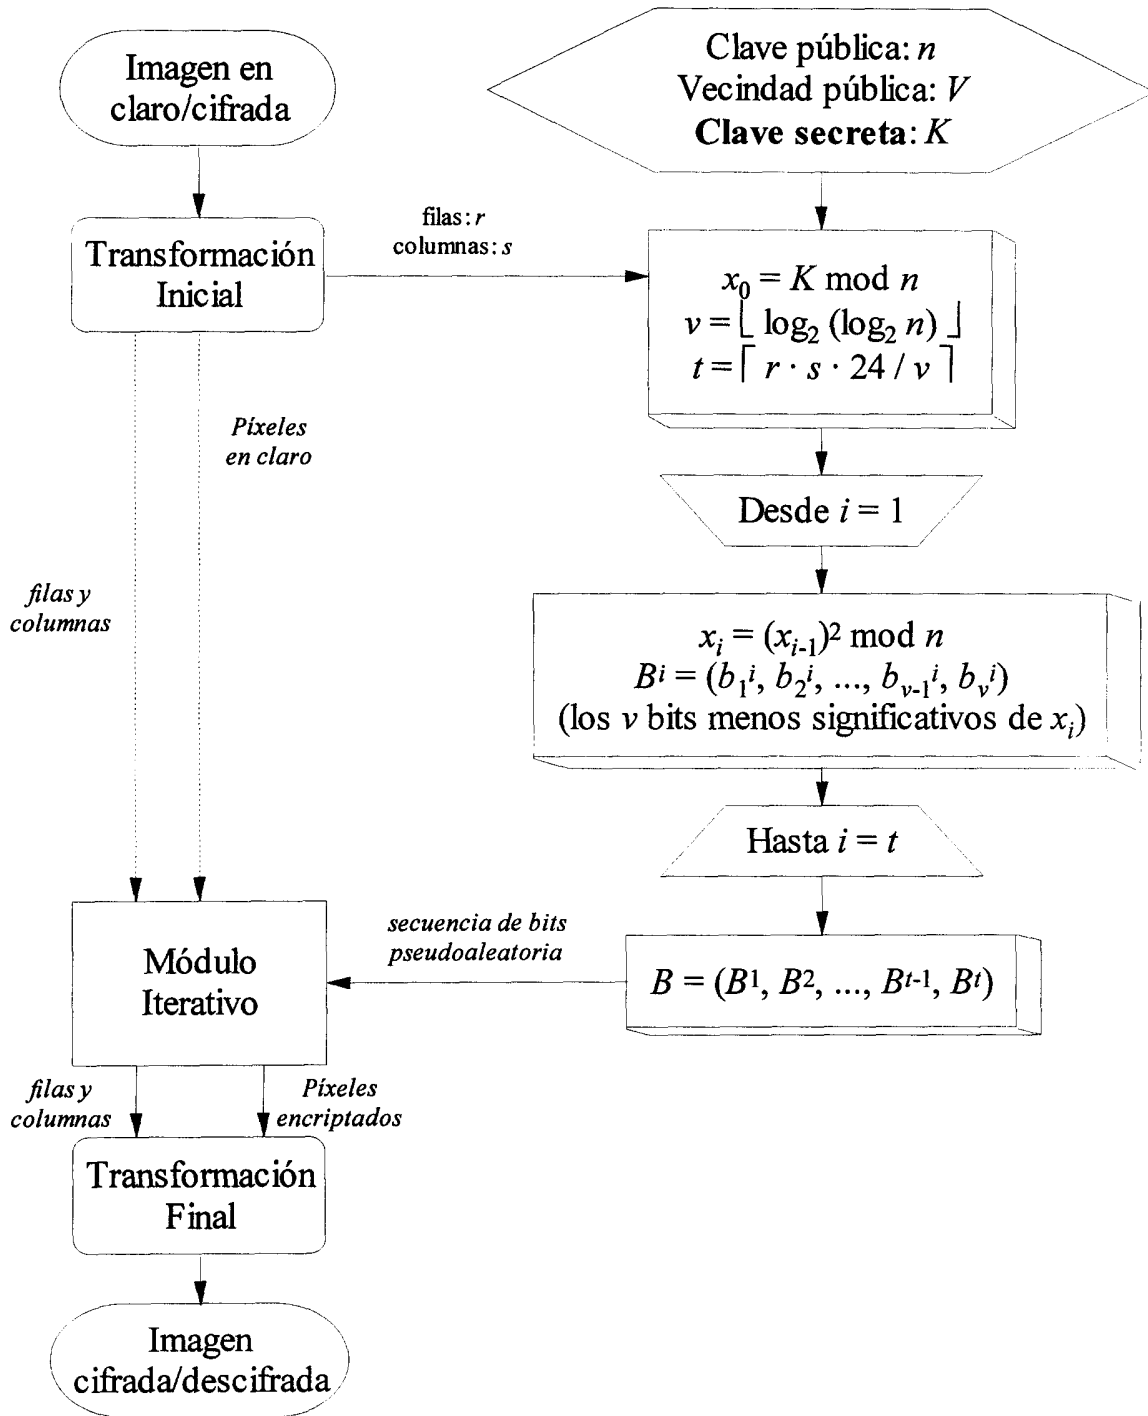 Imagen en
claro/cifrada
Clave pública: n
Vecindad pública: V
Clave secreta: K
Transformación
Inicial
filas: r
columnas: s
x₀ = K mod n
v = ⌊ log₂ (log₂ n) ⌋
t = ⌈ r · s · 24 / v ⌉
Píxeles
en claro
Desde i = 1
filas y
columnas
xᵢ = (xᵢ₋₁)² mod n
Bⁱ = (b₁ⁱ, b₂ⁱ, ..., bᵥ₋₁ⁱ, bᵥⁱ)
(los v bits menos significativos de xᵢ)
Hasta i = t
Módulo
Iterativo
secuencia de bits
pseudoaleatoria
B = (B¹, B², ..., Bᵗ⁻¹, Bᵗ)
filas y
columnas
Píxeles
encriptados
Transformación
Final
Imagen
cifrada/descifrada